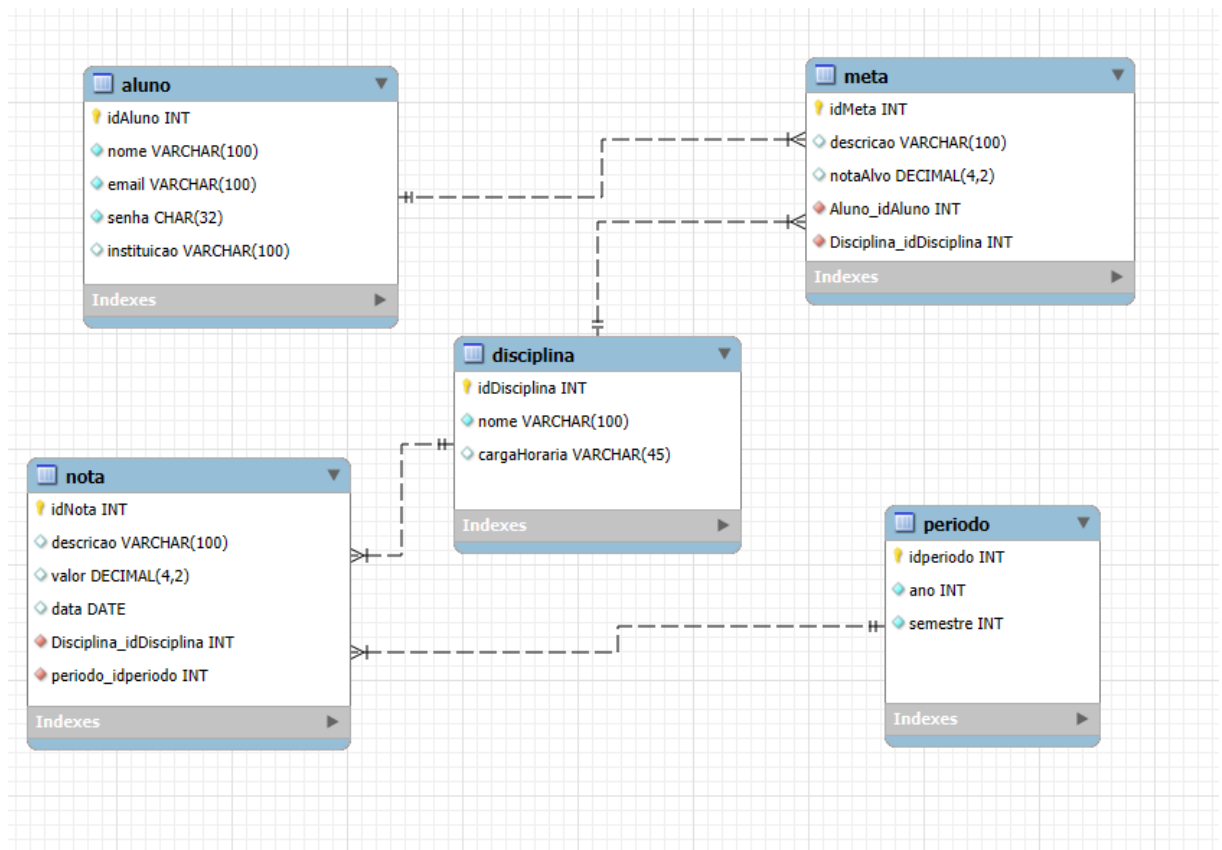 aluno
idAluno INT
nome VARCHAR(100)
email VARCHAR(100)
senha CHAR(32)
instituicao VARCHAR(100)
Indexes
meta
idMeta INT
descricao VARCHAR(100)
notaAlvo DECIMAL(4,2)
Aluno_idAluno INT
Disciplina_idDisciplina INT
Indexes
disciplina
idDisciplina INT
nome VARCHAR(100)
cargaHoraria VARCHAR(45)
Indexes
nota
idNota INT
descricao VARCHAR(100)
valor DECIMAL(4,2)
data DATE
Disciplina_idDisciplina INT
periodo_idperiodo INT
Indexes
periodo
idperiodo INT
ano INT
semestre INT
Indexes